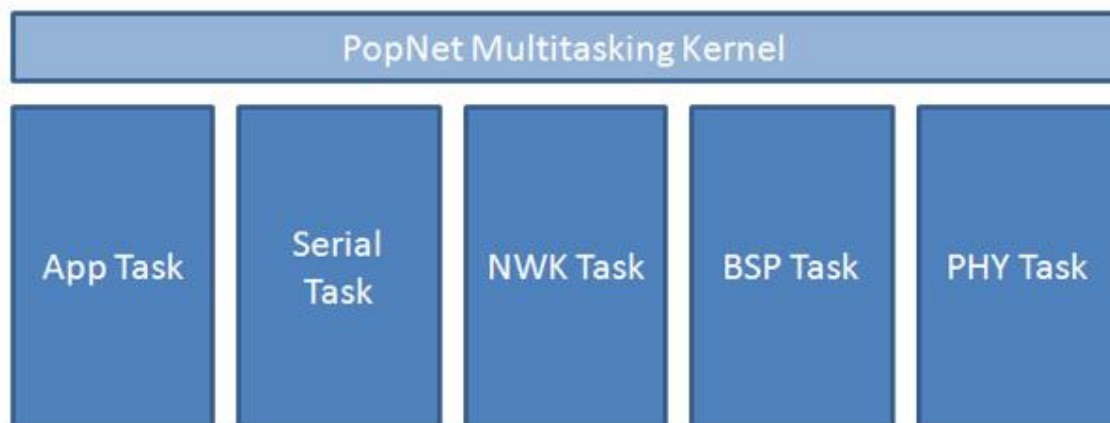 PopNet Multitasking Kernel
App Task
Serial
Task
NWK Task
BSP Task
PHY Task